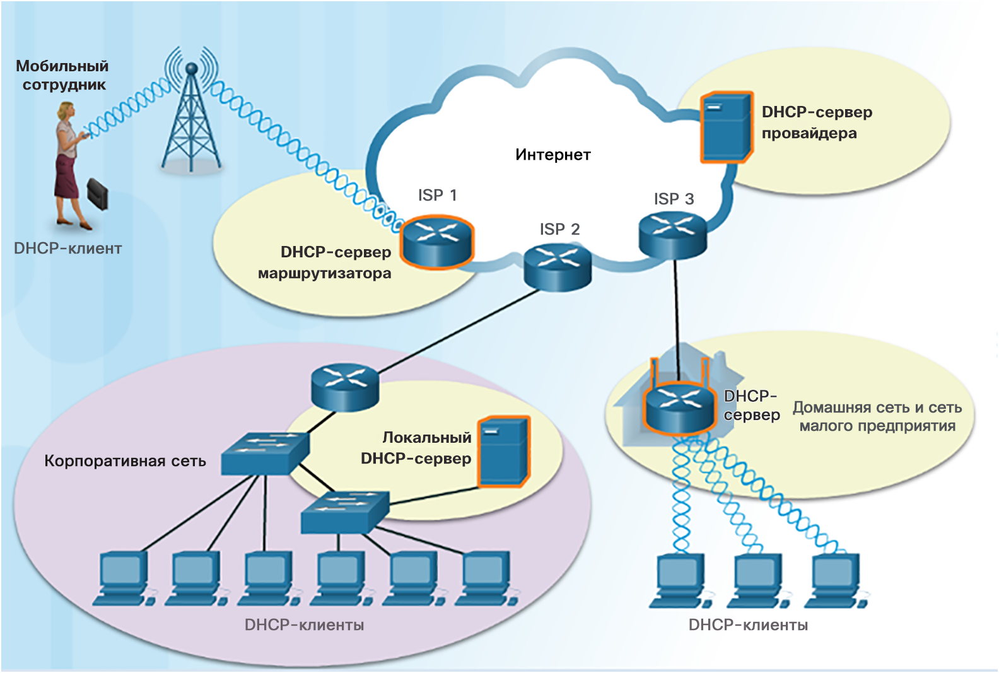 Мобильный
сотрудник
DHCP-клиент
Интернет
DHCP-сервер
провайдера
ISP 1
ISP 2
ISP 3
DHCP-сервер
маршрутизатора
Корпоративная сеть
Локальный
DHCP-сервер
DHCP-клиенты
DHCP-
сервер
Домашняя сеть и сеть
малого предприятия
DHCP-клиенты